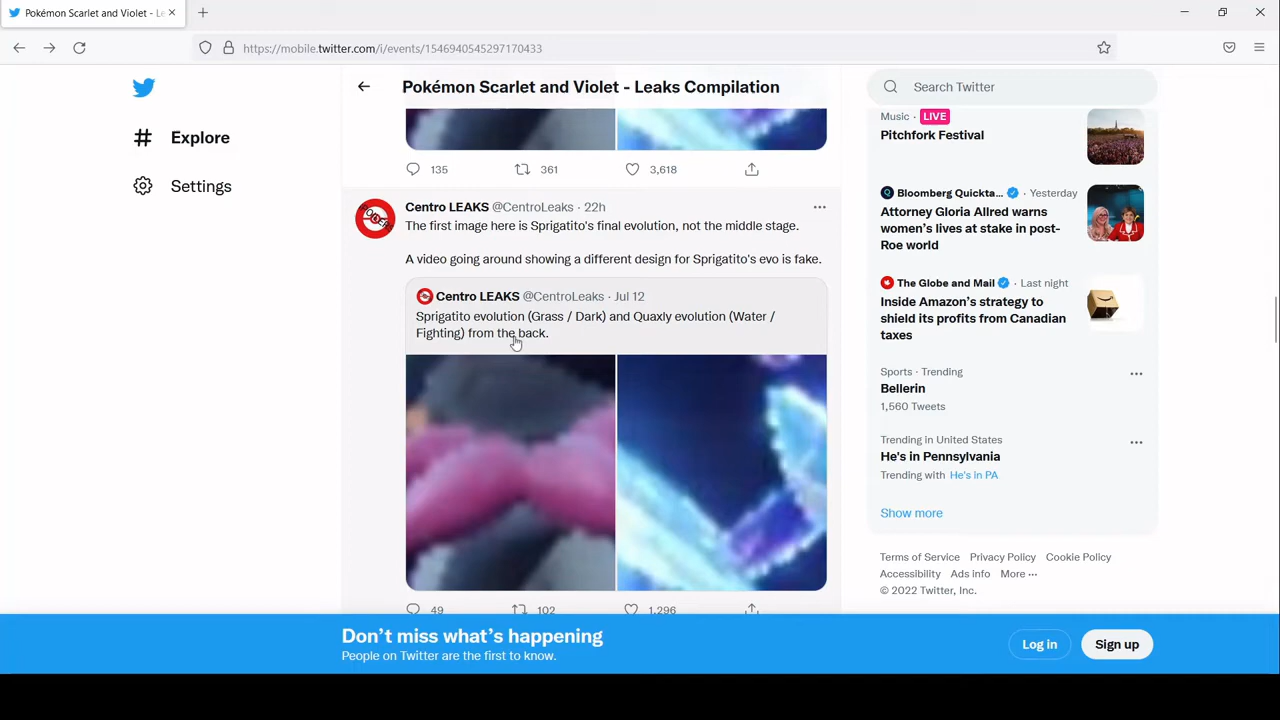 Pokémon Scarlet and Violet - Le
https://mobile.twitter.com/i/events/1546940545297170433
Explore
Settings
Pokémon Scarlet and Violet - Leaks Compilation
135 361 3,618
Centro LEAKS @CentroLeaks · 22h
The first image here is Sprigatito's final evolution, not the middle stage.
A video going around showing a different design for Sprigatito's evo is fake.
Centro LEAKS @CentroLeaks · Jul 12
Sprigatito evolution (Grass / Dark) and Quaxly evolution (Water /
Fighting) from the back.
49 102 1,296
Search Twitter
Music · LIVE
Pitchfork Festival
Bloomberg Quickta... · Yesterday
Attorney Gloria Allred warns
women's lives at stake in post-
Roe world
The Globe and Mail · Last night
Inside Amazon's strategy to
shield its profits from Canadian
taxes
Sports · Trending
Bellerin
1,560 Tweets
Trending in United States
He's in Pennsylvania
Trending with He's in PA
Show more
Terms of Service Privacy Policy Cookie Policy
Accessibility Ads info More ···
© 2022 Twitter, Inc.
Don't miss what's happening
People on Twitter are the first to know.
Log in
Sign up